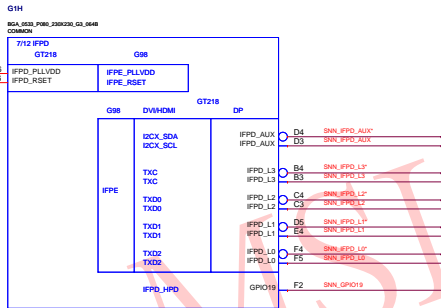 G1H
BGA_0533_P080_230X230_G3_064B
COMMON
7/12 IFPD
GT218 G98
IFPD_PLLVDD IFPE_PLLVDD
IFPD_RSET IFPE_RSET
GT218
G98 DVI/HDMI DP
I2CX_SDA IFPD_AUX D4 SNN_IFPD_AUX*
I2CX_SCL IFPD_AUX D3 SNN_IFPD_AUX
TXC IFPD_L3 B4 SNN_IFPD_L3*
TXC IFPD_L3 B3 SNN_IFPD_L3
IFPE
TXD0 IFPD_L2 C4 SNN_IFPD_L2*
TXD0 IFPD_L2 C3 SNN_IFPD_L2
TXD1 IFPD_L1 D5 SNN_IFPD_L1*
TXD1 IFPD_L1 E4 SNN_IFPD_L1
TXD2 IFPD_L0 F4 SNN_IFPD_L0*
TXD2 IFPD_L0 F5 SNN_IFPD_L0
IFPD_HPD GPIO19 F2 SNN_GPIO19
MSI